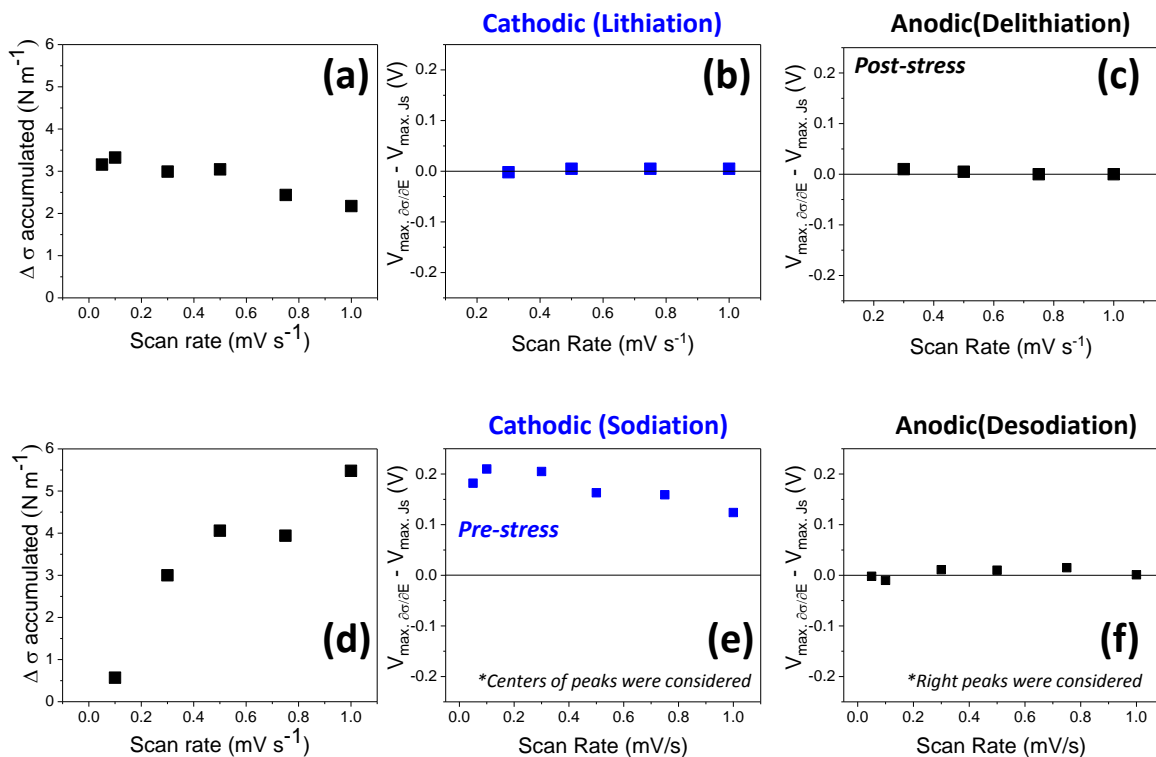 Cathodic (Lithiation)
Anodic(Delithiation)
(a)
Δ σ accumulated (N m⁻¹)
6
5
4
3
2
1
0
0.0 0.2 0.4 0.6 0.8 1.0
Scan rate (mV s⁻¹)
(b)
V max. ∂σ/∂E - V max. Js (V)
0.2
0.1
0.0
-0.1
-0.2
0.2 0.4 0.6 0.8 1.0
Scan Rate (mV s⁻¹)
Post-stress
(c)
V max. ∂σ/∂E - V max. Js (V)
0.2
0.1
0.0
-0.1
-0.2
0.2 0.4 0.6 0.8 1.0
Scan Rate (mV s⁻¹)
Cathodic (Sodiation)
Anodic(Desodiation)
Δ σ accumulated (N m⁻¹)
6
5
4
3
2
1
0
(d)
0.0 0.2 0.4 0.6 0.8 1.0
Scan rate (mV s⁻¹)
V max. ∂σ/∂E - V max. Js (V)
0.2
0.1
0.0
-0.1
-0.2
Pre-stress
(e)
*Centers of peaks were considered
0.0 0.2 0.4 0.6 0.8 1.0
Scan Rate (mV/s)
V max. ∂σ/∂E - V max. Js (V)
0.2
0.1
0.0
-0.1
-0.2
(f)
*Right peaks were considered
0.0 0.2 0.4 0.6 0.8 1.0
Scan Rate (mV/s)